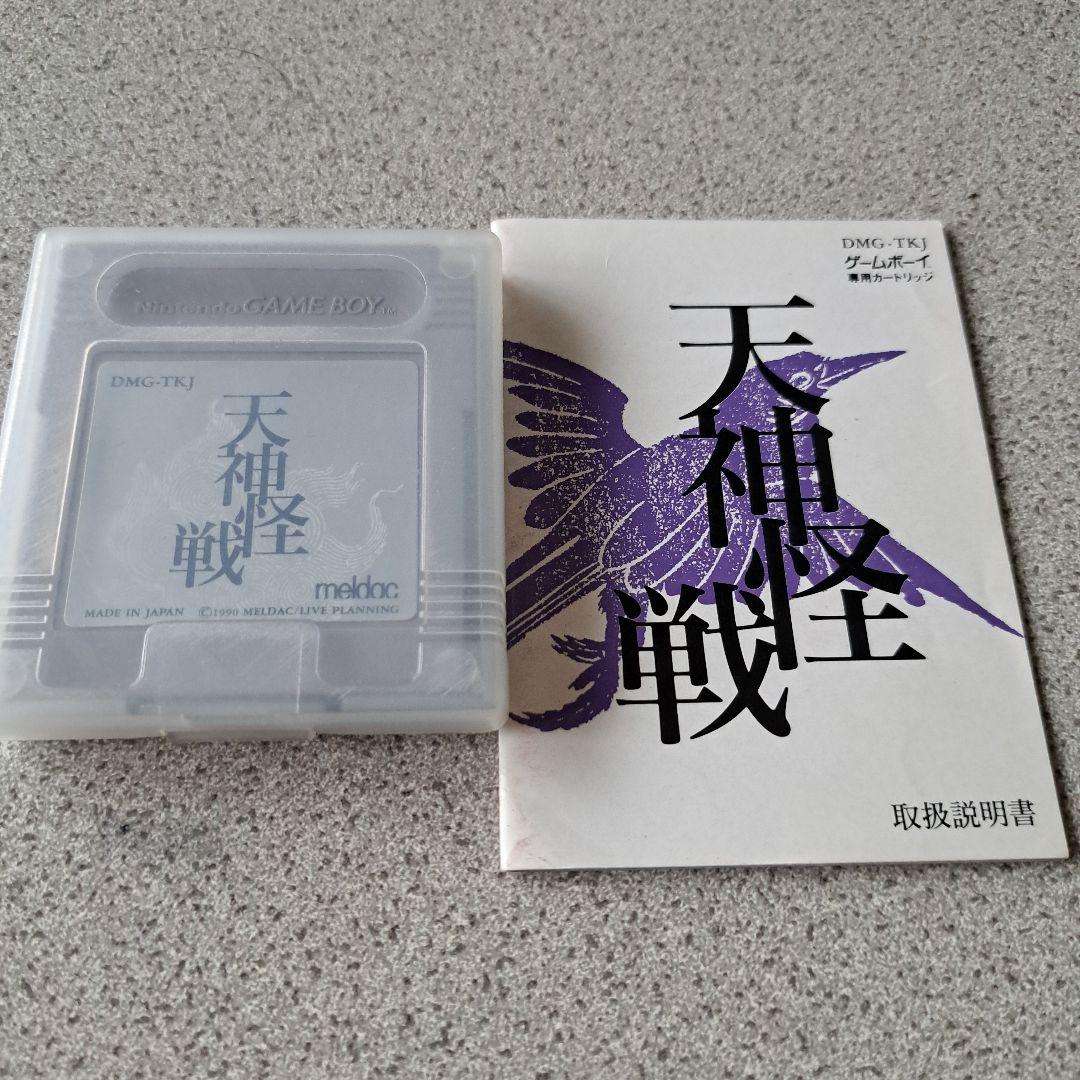 Nintendo GAME BOY TM
DMG-TKJ
天神怪戦
meldac
MADE IN JAPAN ©1990 MELDAC/LIVE PLANNING
DMG-TKJ
ゲームボーイ TM
専用カートリッジ
天神怪戦
取扱説明書